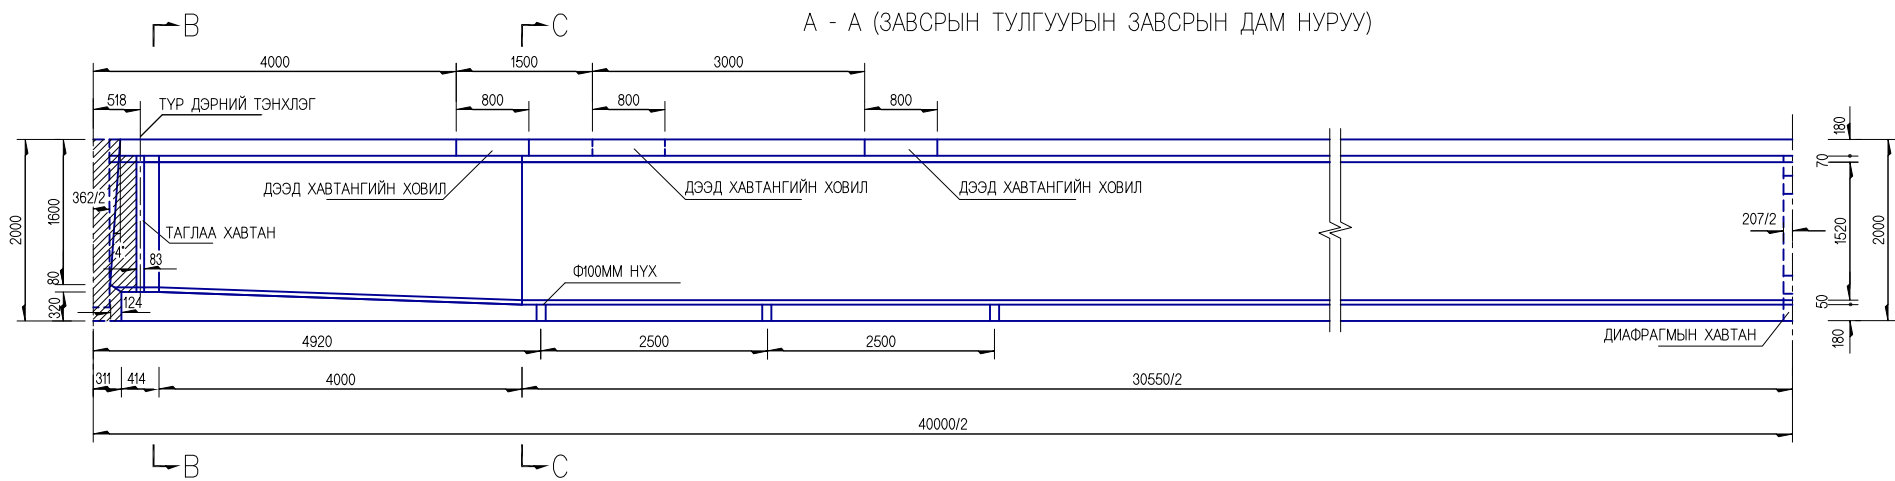 B
C
А - А (ЗАВСРЫН ТУЛГУУРЫН ЗАВСРЫН ДАМ НУРУУ)
4000
1500
3000
518
ТҮР ДЭРНИЙ ТЭНХЛЭГ
800
800
800
180
70
ДЭЭД ХАВТАНГИЙН ХОВИЛ
ДЭЭД ХАВТАНГИЙН ХОВИЛ
ДЭЭД ХАВТАНГИЙН ХОВИЛ
362/2
2000
1600
ТАГЛАА ХАВТАН
207/2
1520
2000
4°
83
80
Ф100ММ НҮХ
320
124
50
180
4920
2500
2500
ДИАФРАГМЫН ХАВТАН
311
414
4000
30550/2
40000/2
B
C